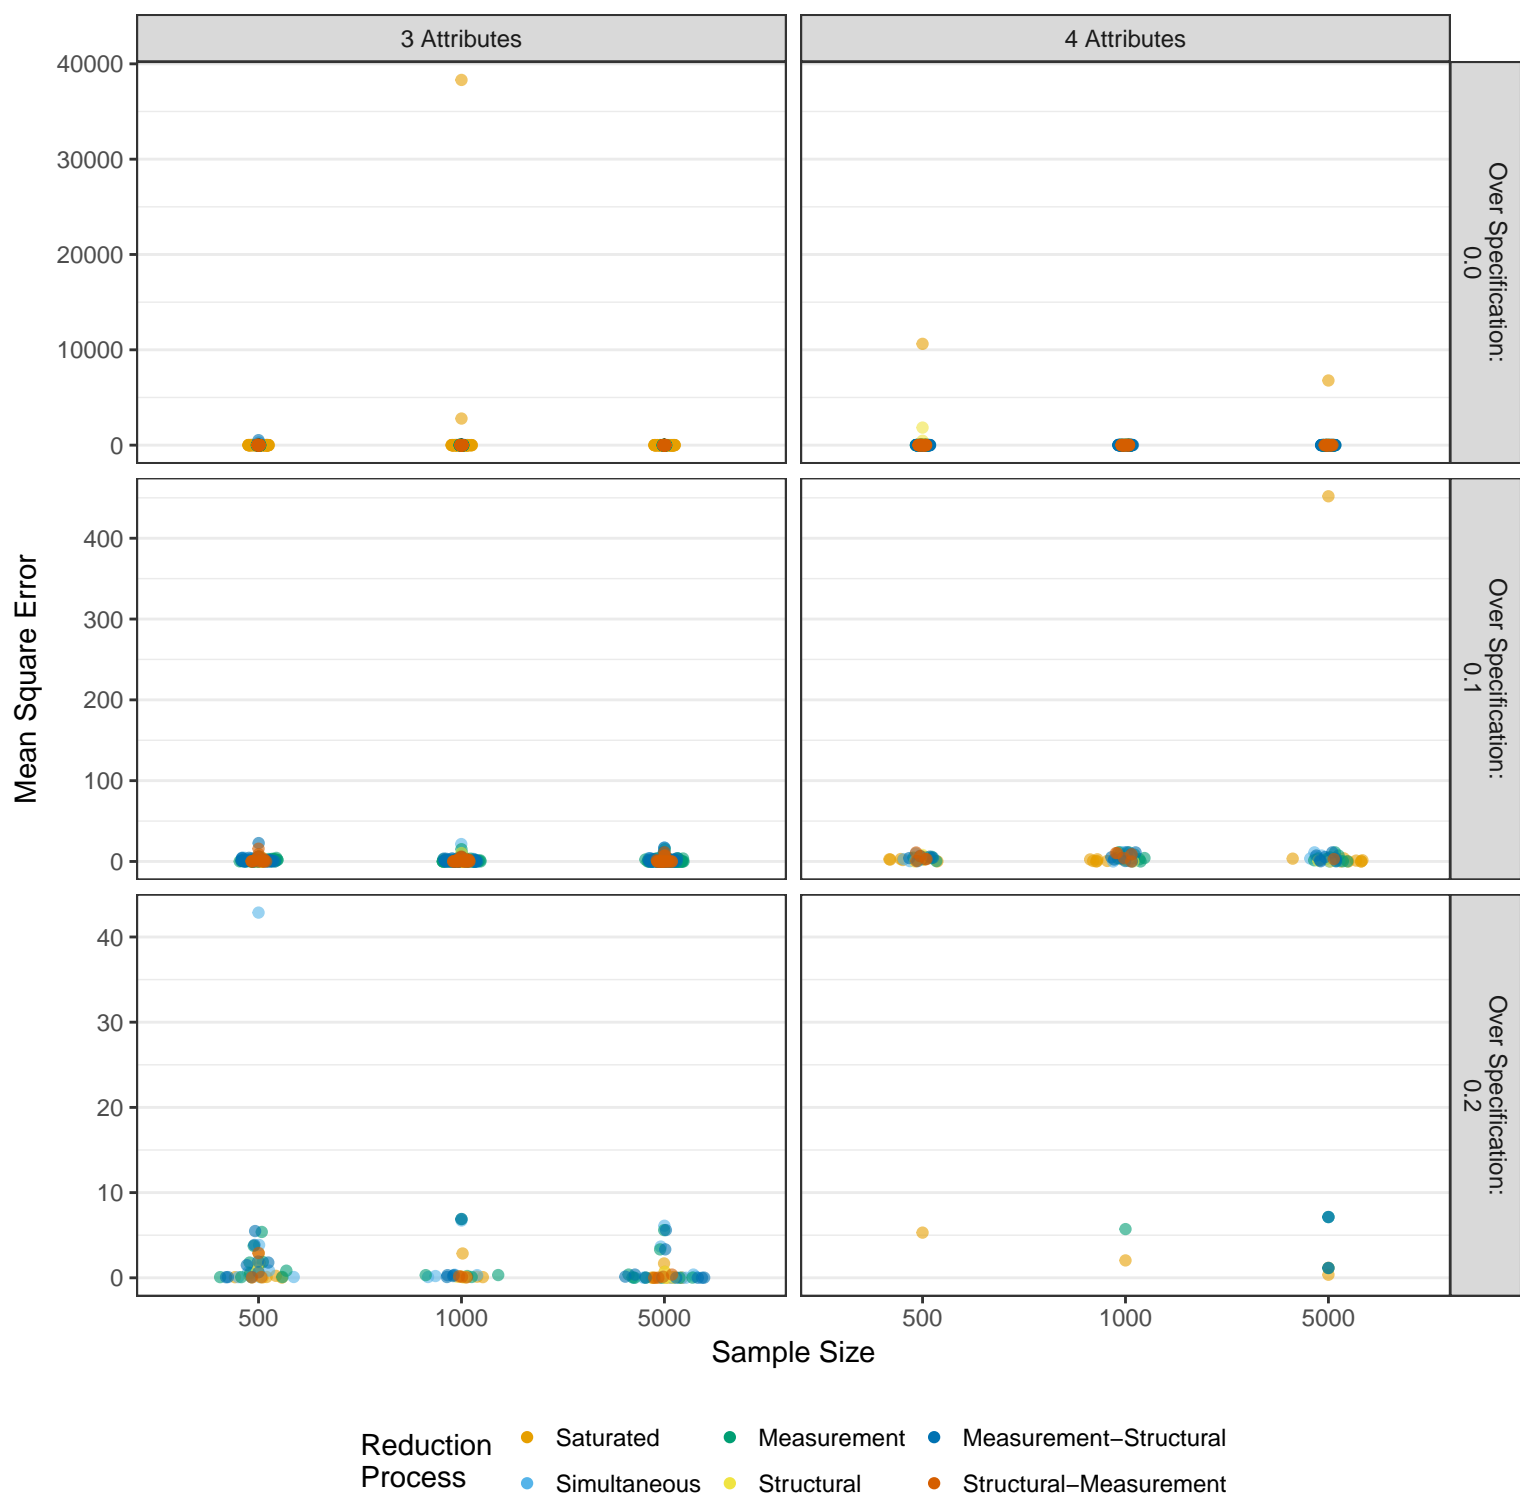 3 Attributes
4 Attributes
40000
30000
20000
10000
0
Over Specification:
0.0
400
300
200
100
0
Over Specification:
0.1
40
30
20
10
0
Over Specification:
0.2
Mean Square Error
500
1000
5000
500
1000
5000
Sample Size
Reduction
Process
Saturated
Measurement
Measurement−Structural
Simultaneous
Structural
Structural−Measurement